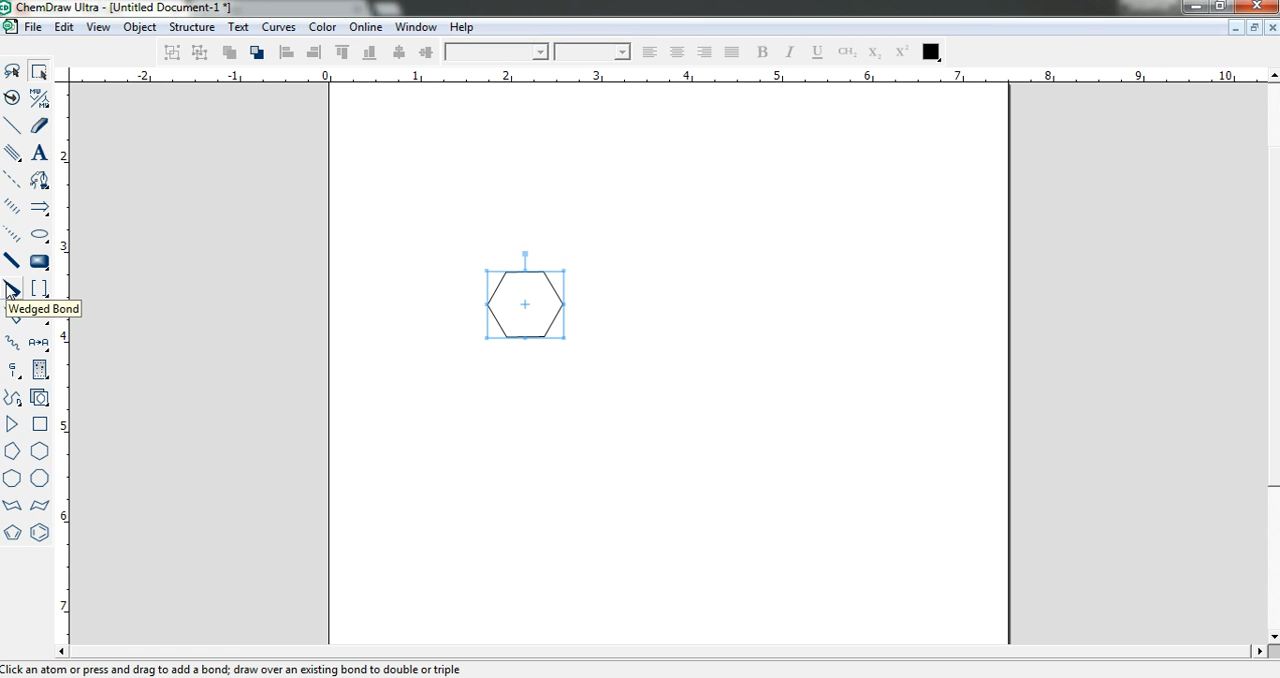 ChemDraw Ultra - [Untitled Document-1 *]
File Edit View Object Structure Text Curves Color Online Window Help
B I U CH₂ X₂ X²
-2 -1 0 1 2 3 4 5 6 7 8 9 10
A
2
3
[ ]
Wedged Bond
4
A↔A
5
6
7
Click an atom or press and drag to add a bond; draw over an existing bond to double or triple